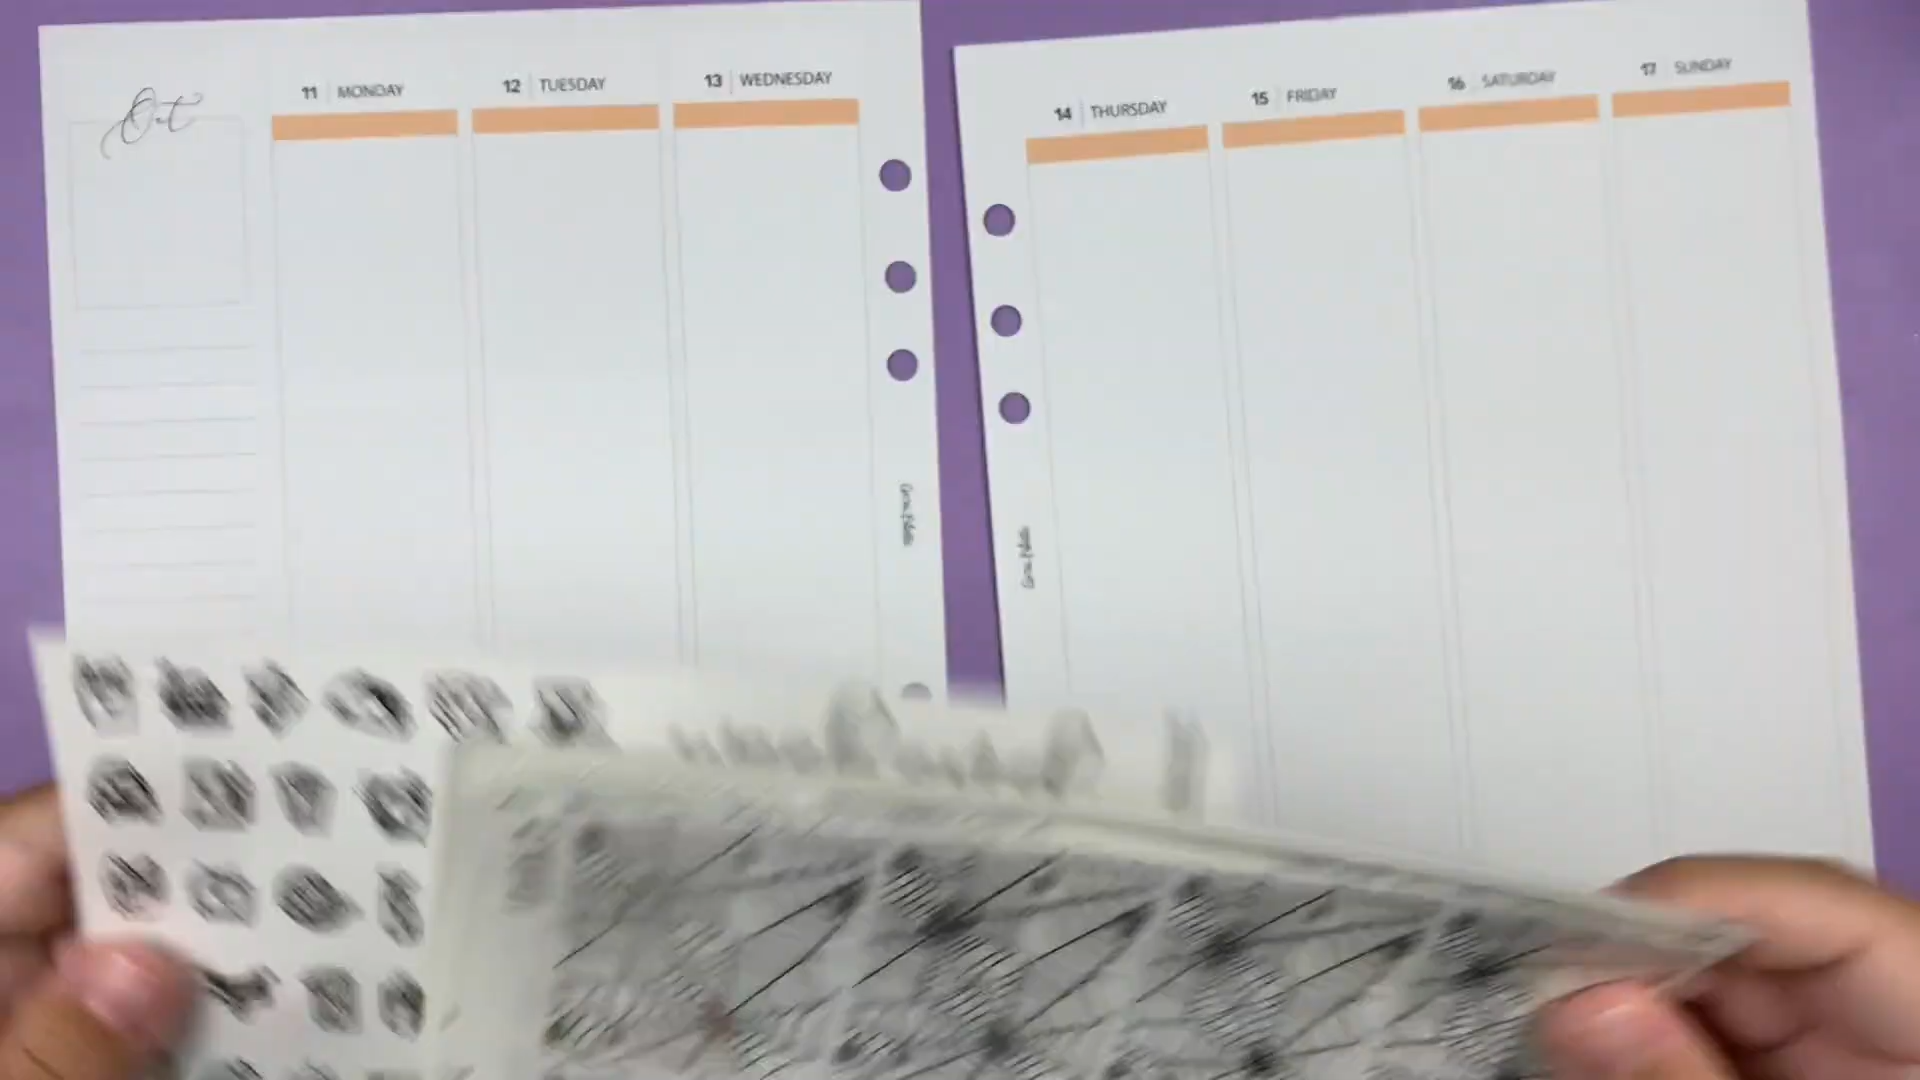 Oct
11 | MONDAY
12 | TUESDAY
13 | WEDNESDAY
14 | THURSDAY
15 | FRIDAY
16 | SATURDAY
17 | SUNDAY